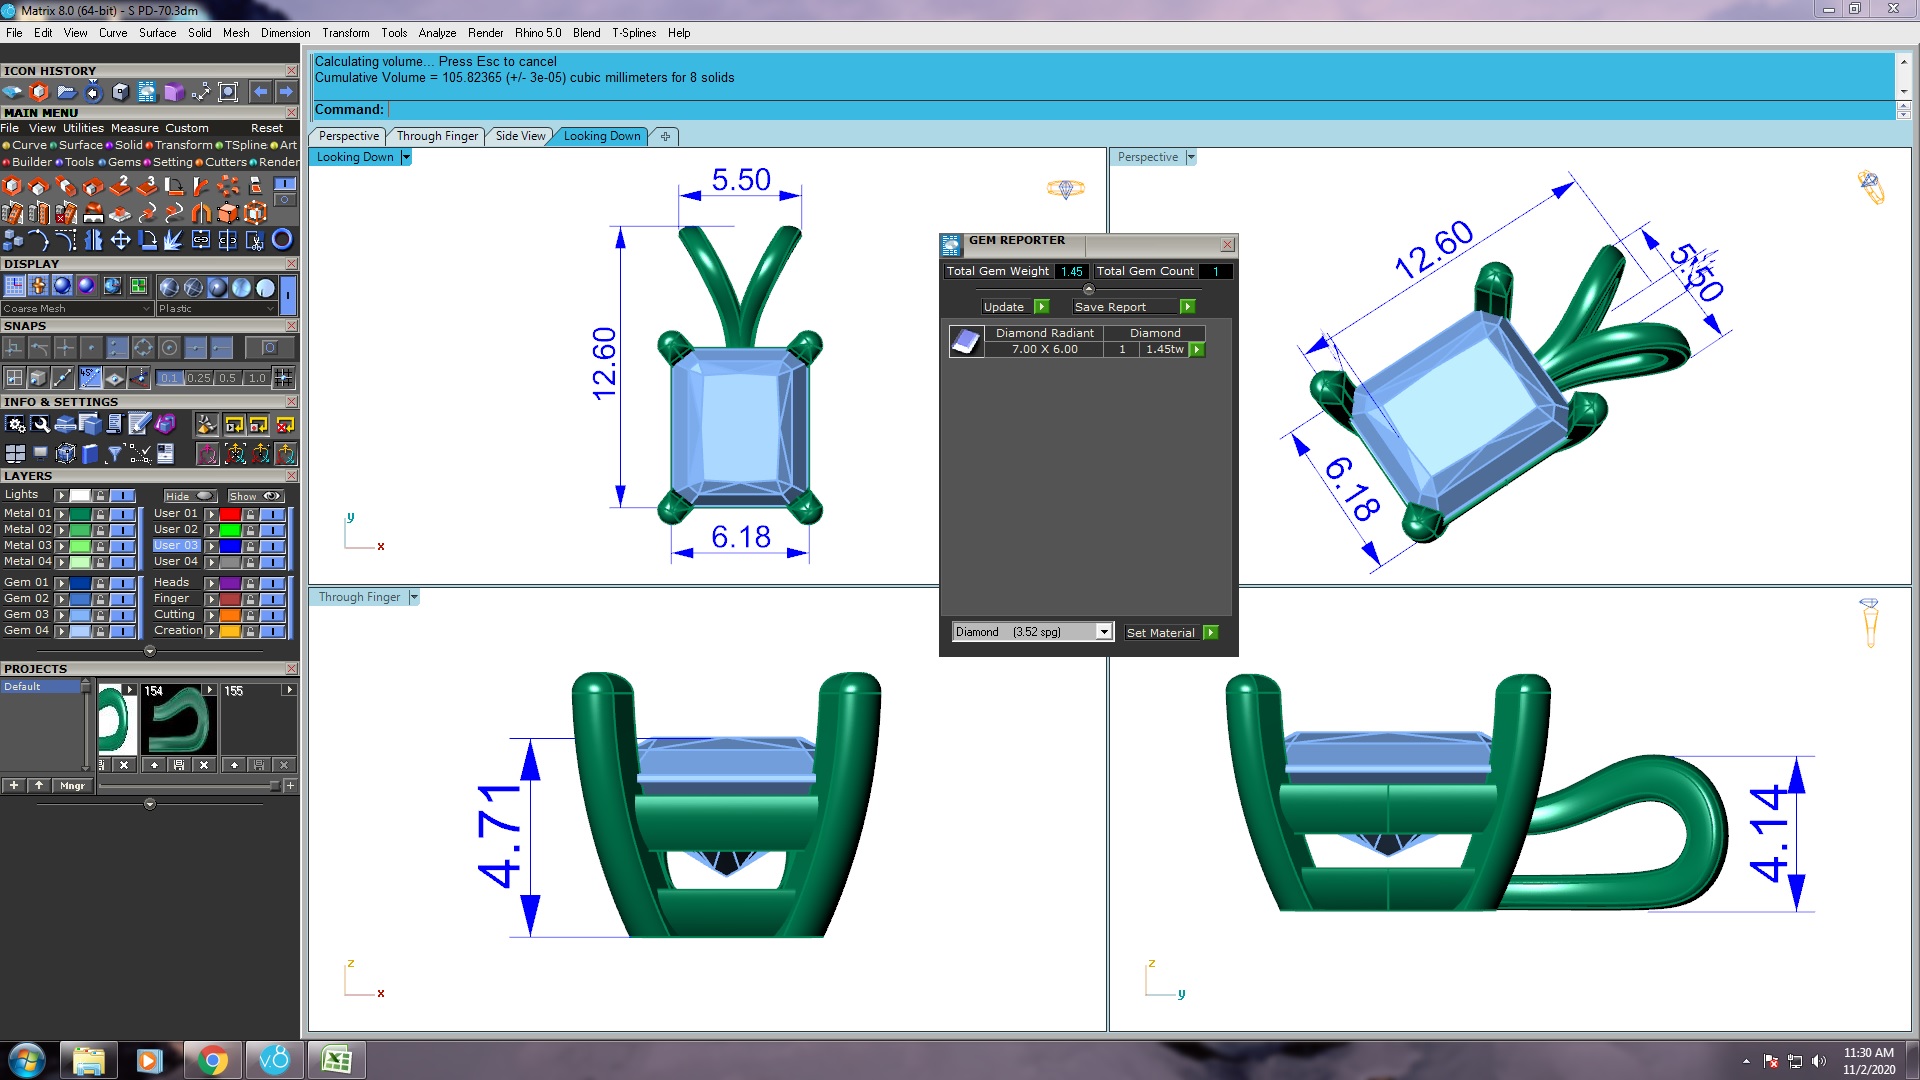 Matrix 8.0 (64-bit) - S PD-70.3dm
File Edit View Curve Surface Solid Mesh Dimension Transform Tools Analyze Render Rhino 5.0 Blend T-Splines Help
ICON HISTORY
MAIN MENU
File View Utilities Measure Custom Reset
Curve Surface Solid Transform TSpline Art
Builder Tools Gems Setting Cutters Render
DISPLAY
Coarse Mesh Plastic
SNAPS
45°
0.1 0.25 0.5 1.0
INFO & SETTINGS
LAYERS
Lights Hide Show
Metal 01 User 01
Metal 02 User 02
Metal 03 User 03
Metal 04 User 04
Gem 01 Heads
Gem 02 Finger
Gem 03 Cutting
Gem 04 Creation
PROJECTS
Default
154 155
Mngr
Calculating volume... Press Esc to cancel
Cumulative Volume = 105.82365 (+/- 3e-05) cubic millimeters for 8 solids
Command:
Perspective Through Finger Side View Looking Down
Looking Down
5.50
12.60
6.18
y
x
Perspective
12.60
5.50
6.18
GEM REPORTER
Total Gem Weight 1.45 Total Gem Count 1
Update Save Report
Diamond Radiant Diamond
7.00 X 6.00 1 1.45tw
Diamond (3.52 spg) Set Material
Through Finger
4.71
z
x
4.14
z
y
v8
11:30 AM
11/2/2020